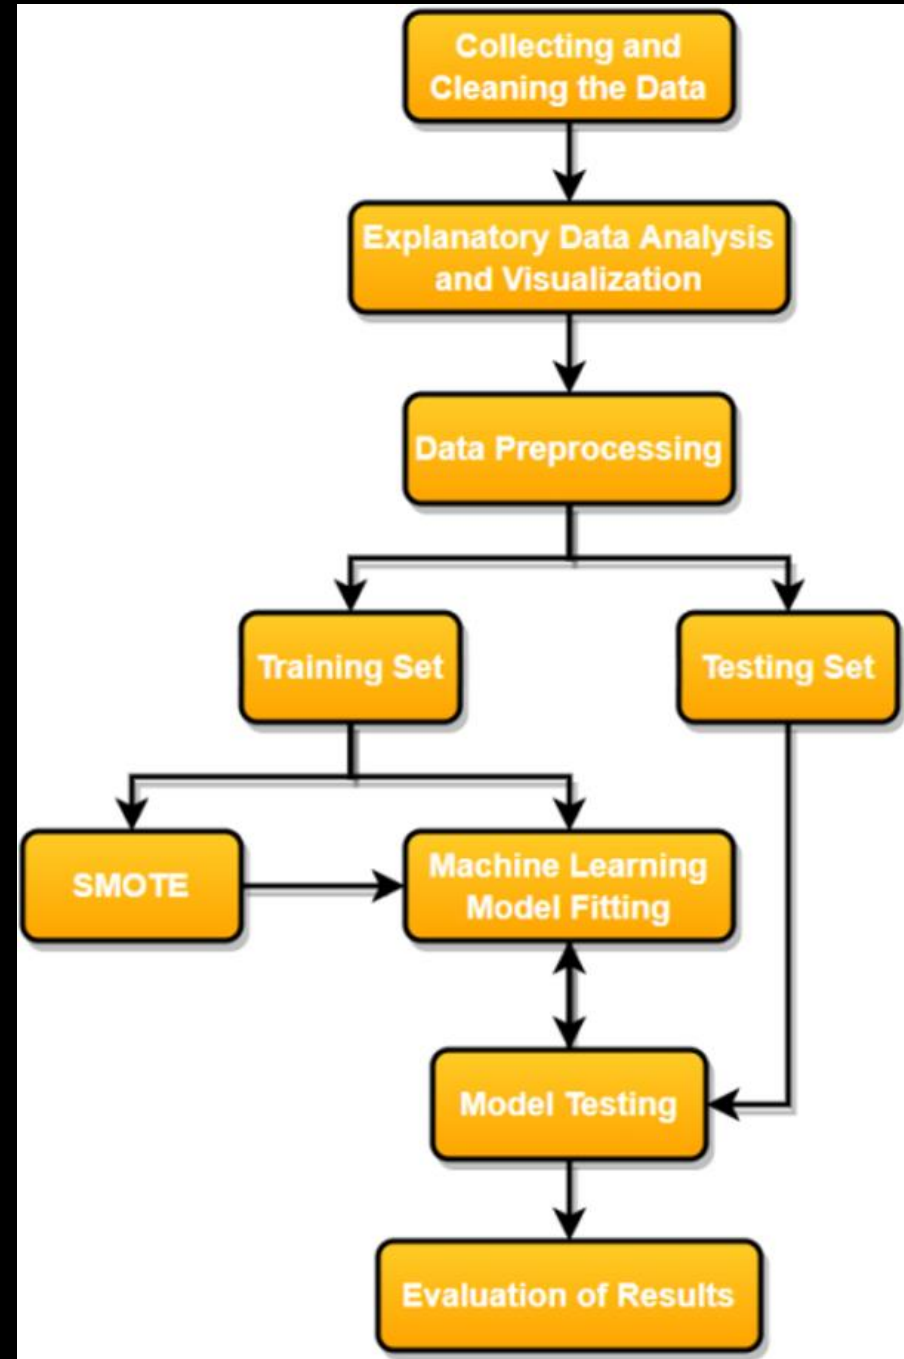 Collecting and
Cleaning the Data
Explanatory Data Analysis
and Visualization
Data Preprocessing
Training Set
Testing Set
SMOTE
Machine Learning
Model Fitting
Model Testing
Evaluation of Results